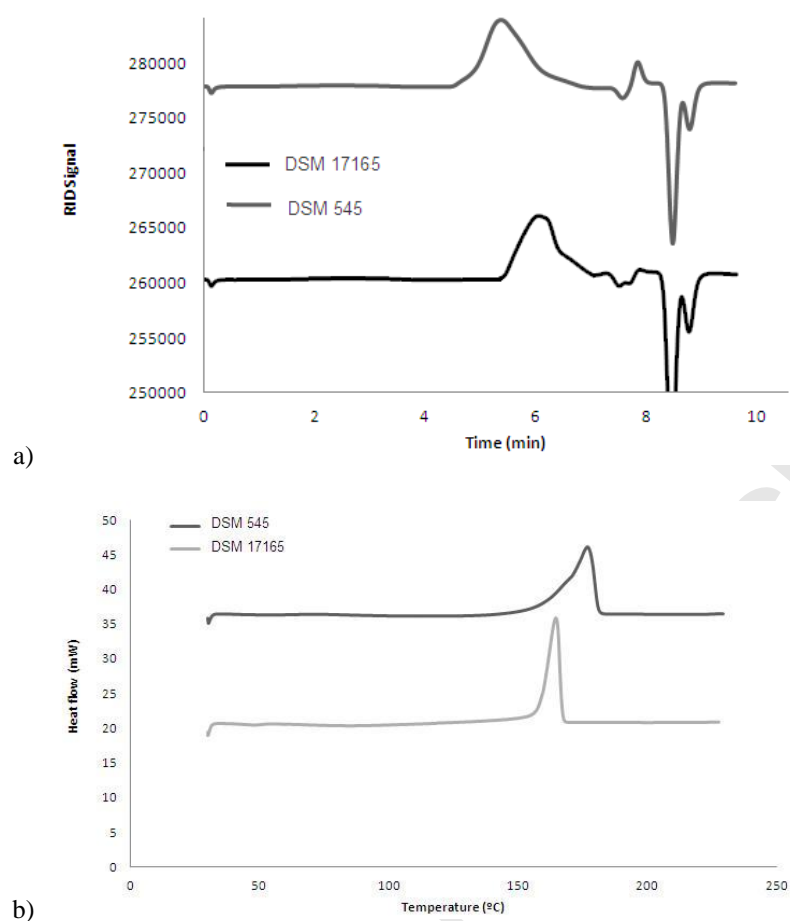 a)
RIDSignal
280000
275000
270000
265000
260000
255000
250000
DSM 17165
DSM 545
0 2 4 6 8 10
Time (min)
b)
Heat flow (mW)
50
45
40
35
30
25
20
15
10
5
0
DSM 545
DSM 17165
0 50 100 150 200 250
Temperature (ºC)